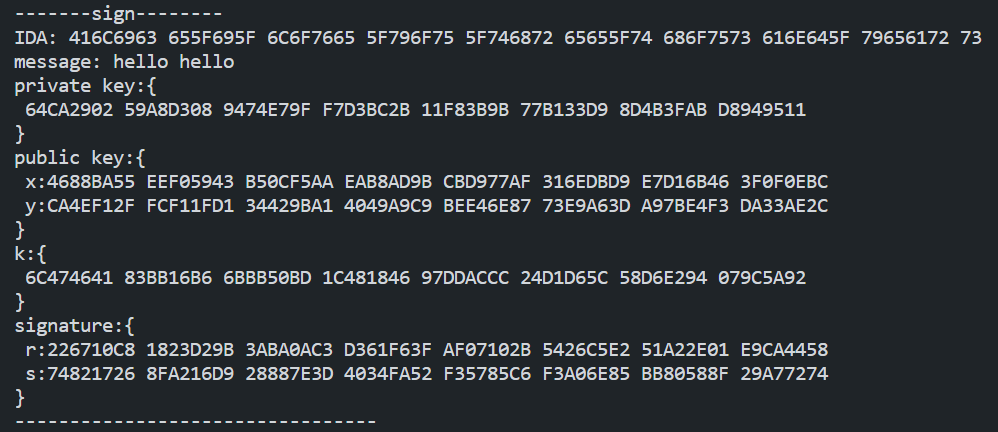 -------sign--------
IDA: 416C6963 655F695F 6C6F7665 5F796F75 5F746872 65655F74 686F7573 616E645F 79656172 73
message: hello hello
private key:{
 64CA2902 59A8D308 9474E79F F7D3BC2B 11F83B9B 77B133D9 8D4B3FAB D8949511
}
public key:{
 x:4688BA55 EEF05943 B50CF5AA EAB8AD9B CBD977AF 316EDBD9 E7D16B46 3F0F0EBC
 y:CA4EF12F FCF11FD1 34429BA1 4049A9C9 BEE46E87 73E9A63D A97BE4F3 DA33AE2C
}
k:{
 6C474641 83BB16B6 6BBB50BD 1C481846 97DDACCC 24D1D65C 58D6E294 079C5A92
}
signature:{
 r:226710C8 1823D29B 3ABA0AC3 D361F63F AF07102B 5426C5E2 51A22E01 E9CA4458
 s:74821726 8FA216D9 28887E3D 4034FA52 F35785C6 F3A06E85 BB80588F 29A77274
}
---------------------------------